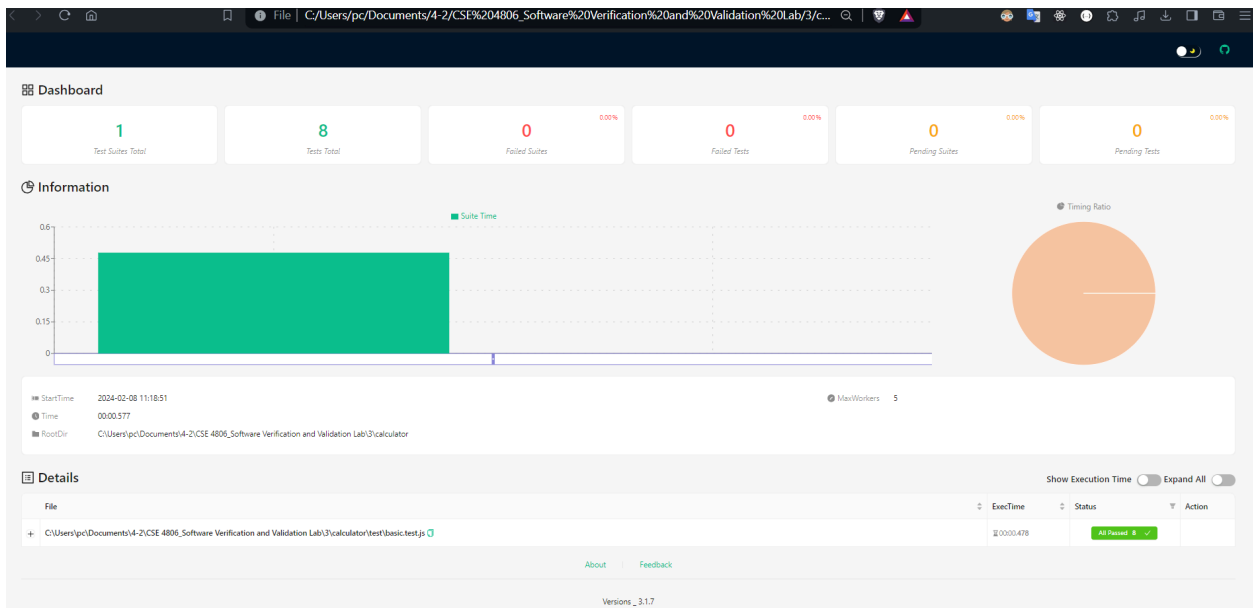 File C:/Users/pc/Documents/4-2/CSE%204806_Software%20Verification%20and%20Validation%20Lab/3/c...
Dashboard
1 8 0 0.00% 0 0.00% 0 0.00% 0 0.00%
Test Suites Total Tests Total Failed Suites Failed Tests Pending Suites Pending Tests
Information
Suite Time
Timing Ratio
0.6
0.45
0.3
0.15
0
StartTime 2024-02-08 11:18:51 MaxWorkers 5
Time 00:00.577
RootDir C:\Users\pc\Documents\4-2\CSE 4806_Software Verification and Validation Lab\3\calculator
Details
Show Execution Time Expand All
File ExecTime Status Action
+ C:\Users\pc\Documents\4-2\CSE 4806_Software Verification and Validation Lab\3\calculator\test\basic.test.js 00:00.478 All Passed 8
About Feedback
Versions _ 3.1.7